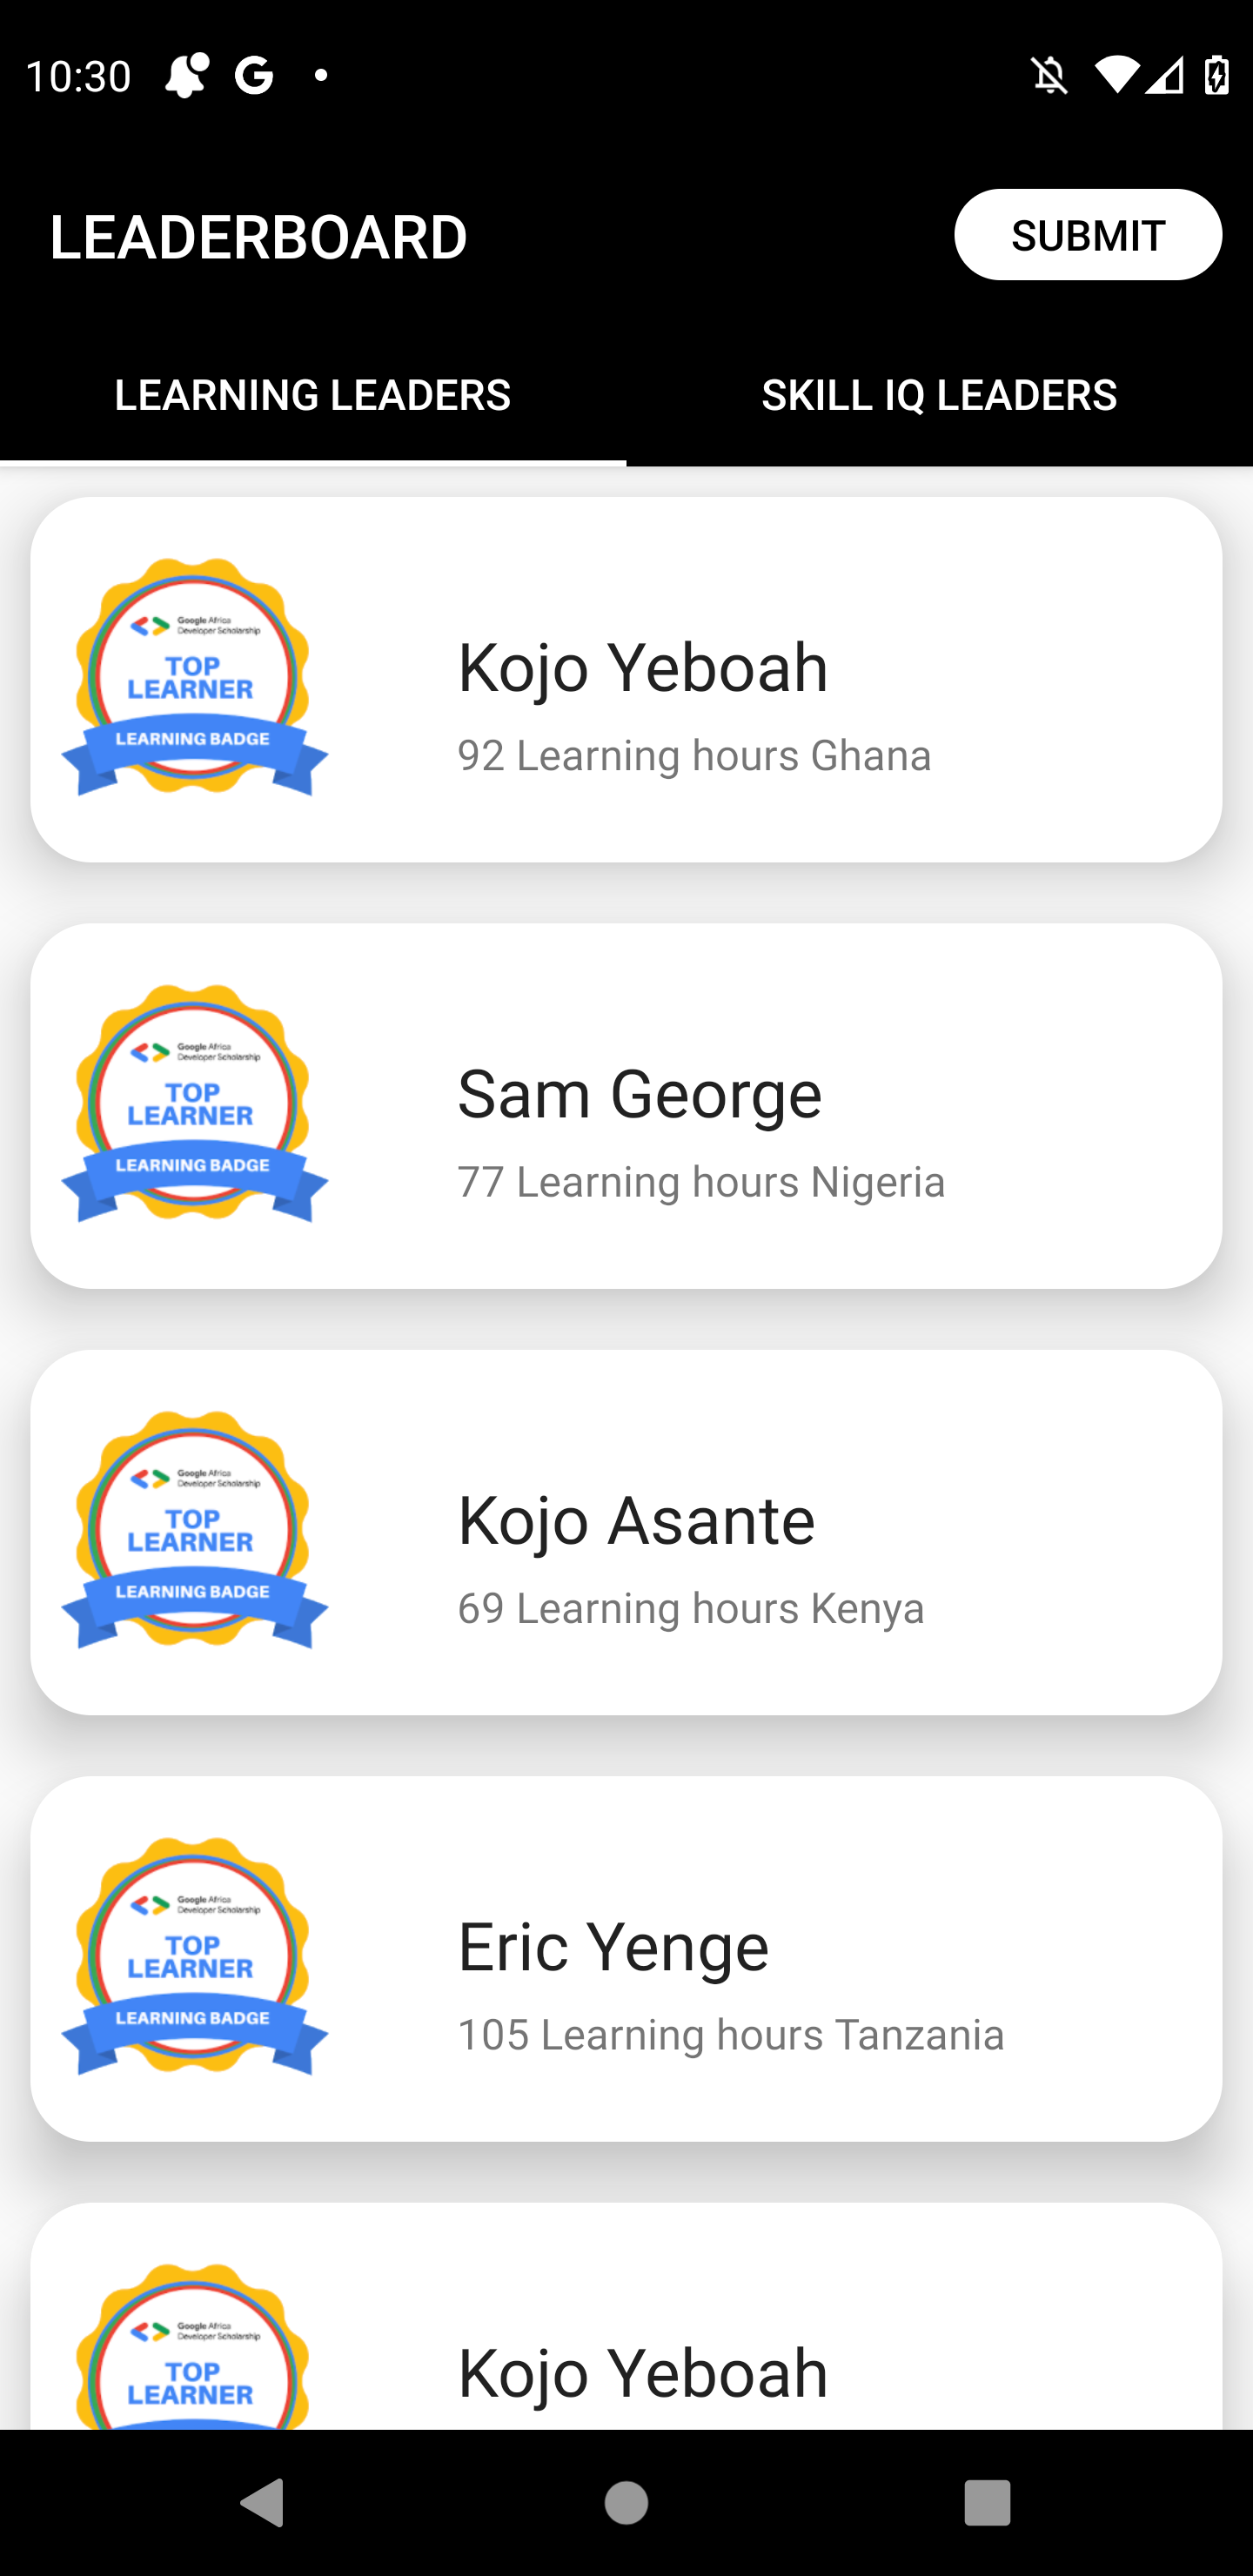 10:30
LEADERBOARD
SUBMIT
LEARNING LEADERS
SKILL IQ LEADERS
Google Africa
Developer Scholarship
TOP
LEARNER
LEARNING BADGE
Kojo Yeboah
92 Learning hours Ghana
Google Africa
Developer Scholarship
TOP
LEARNER
LEARNING BADGE
Sam George
77 Learning hours Nigeria
Google Africa
Developer Scholarship
TOP
LEARNER
LEARNING BADGE
Kojo Asante
69 Learning hours Kenya
Google Africa
Developer Scholarship
TOP
LEARNER
LEARNING BADGE
Eric Yenge
105 Learning hours Tanzania
Google Africa
Developer Scholarship
TOP
LEARNER
Kojo Yeboah